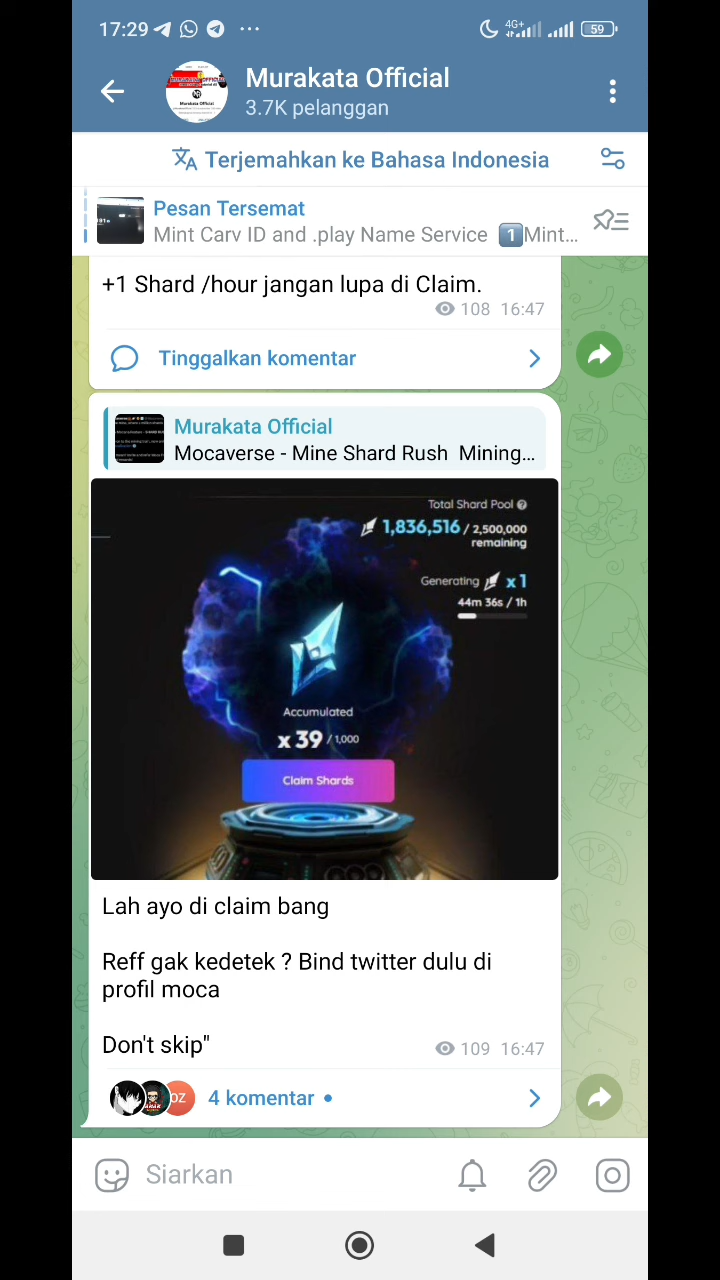 17:29
4G+
59
Murakata Official
3.7K pelanggan
Terjemahkan ke Bahasa Indonesia
Pesan Tersemat
Mint Carv ID and .play Name Service 1️⃣Mint...
+1 Shard /hour jangan lupa di Claim.
108 16:47
Tinggalkan komentar
Murakata Official
Mocaverse - Mine Shard Rush Mining...
Total Shard Pool
1,836,516 / 2,500,000
remaining
Generating x1
44m 36s / 1h
Accumulated
x 39 / 1,000
Claim Shards
Lah ayo di claim bang
Reff gak kedetek ? Bind twitter dulu di
profil moca
Don't skip"
109 16:47
OZ
4 komentar
Siarkan